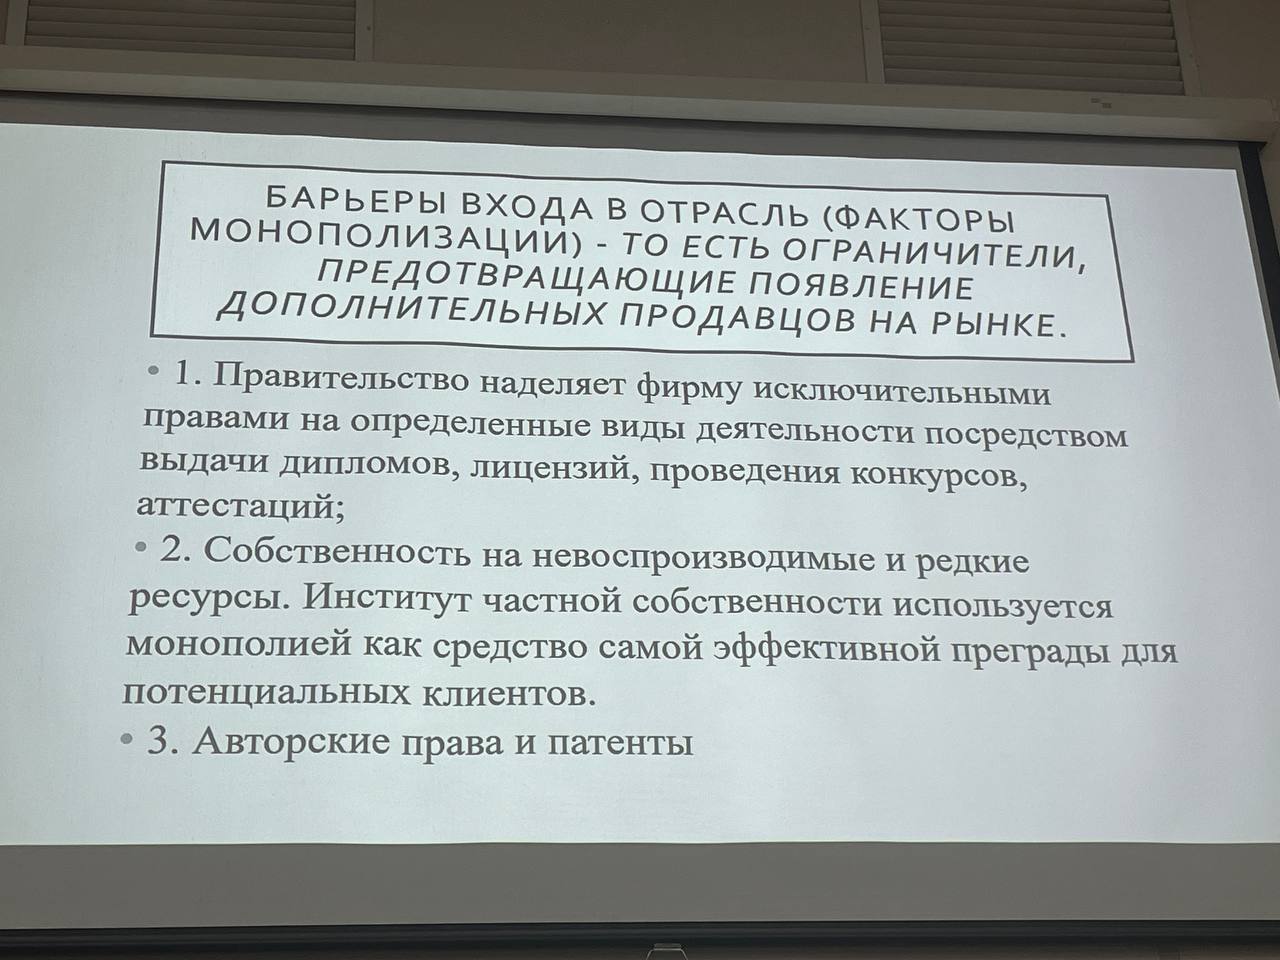 БАРЬЕРЫ ВХОДА В ОТРАСЛЬ (ФАКТОРЫ
МОНОПОЛИЗАЦИИ) - ТО ЕСТЬ ОГРАНИЧИТЕЛИ,
ПРЕДОТВРАЩАЮЩИЕ ПОЯВЛЕНИЕ
ДОПОЛНИТЕЛЬНЫХ ПРОДАВЦОВ НА РЫНКЕ.
• 1. Правительство наделяет фирму исключительными
правами на определенные виды деятельности посредством
выдачи дипломов, лицензий, проведения конкурсов,
аттестаций;
• 2. Собственность на невоспроизводимые и редкие
ресурсы. Институт частной собственности используется
монополией как средство самой эффективной преграды для
потенциальных клиентов.
• 3. Авторские права и патенты